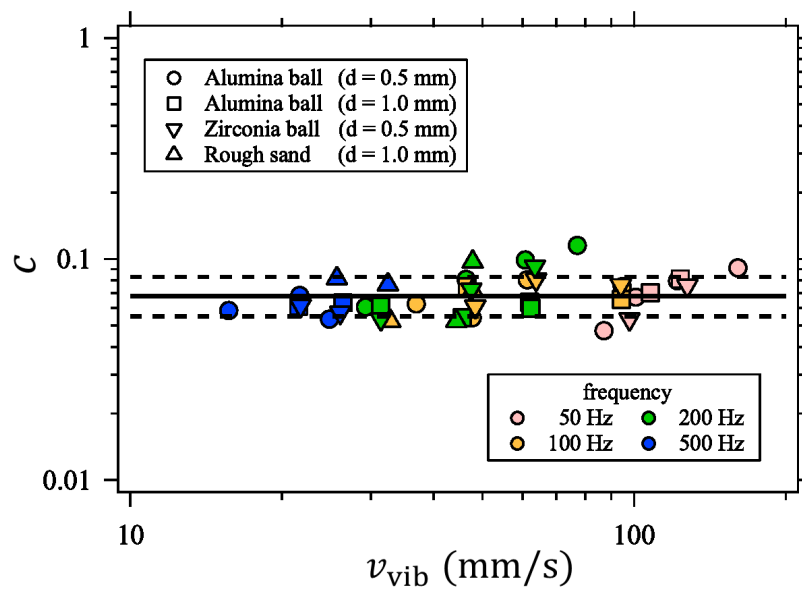 1
Alumina ball (d = 0.5 mm)
Alumina ball (d = 1.0 mm)
Zirconia ball (d = 0.5 mm)
Rough sand (d = 1.0 mm)
c
0.1
frequency
50 Hz 200 Hz
100 Hz 500 Hz
0.01
10 100
v_vib (mm/s)